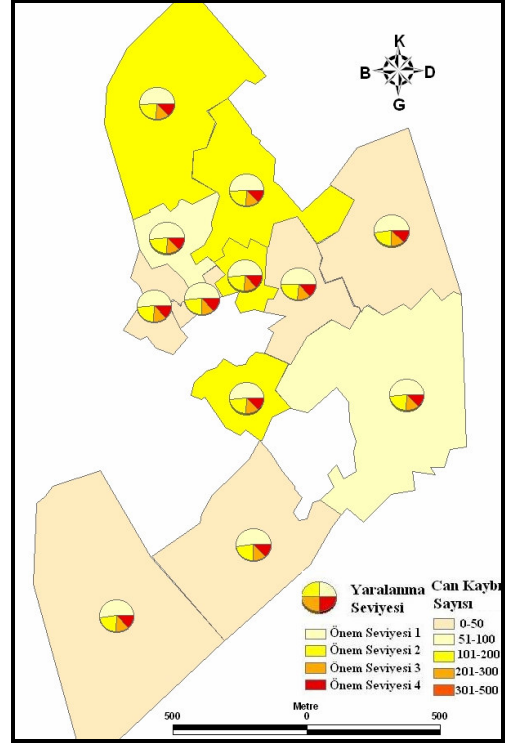 K
B D
G
Yaralanma
Seviyesi
Önem Seviyesi 1
Önem Seviyesi 2
Önem Seviyesi 3
Önem Seviyesi 4
Can Kaybı
Sayısı
0-50
51-100
101-200
201-300
301-500
Metre
500 0 500